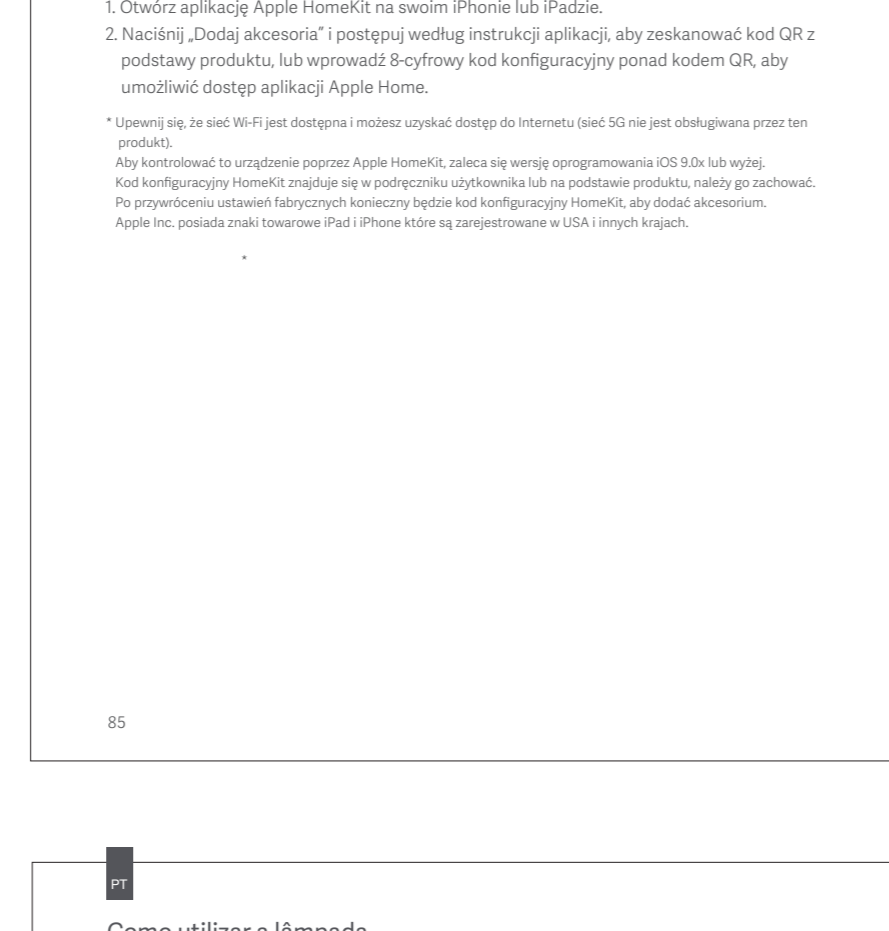 1. Otwórz aplikację Apple HomeKit na swoim iPhonie lub iPadzie.
2. Naciśnij „Dodaj akcesoria” i postępuj według instrukcji aplikacji, aby zeskanować kod QR z
podstawy produktu, lub wprowadź 8-cyfrowy kod konfiguracyjny ponad kodem QR, aby
umożliwić dostęp aplikacji Apple Home.
* Upewnij się, że sieć Wi-Fi jest dostępna i możesz uzyskać dostęp do Internetu (sieć 5G nie jest obsługiwana przez ten
produkt).
Aby kontrolować to urządzenie poprzez Apple HomeKit, zaleca się wersję oprogramowania iOS 9.0x lub wyżej.
Kod konfiguracyjny HomeKit znajduje się w podręczniku użytkownika lub na podstawie produktu, należy go zachować.
Po przywróceniu ustawień fabrycznych konieczny będzie kod konfiguracyjny HomeKit, aby dodać akcesorium.
Apple Inc. posiada znaki towarowe iPad i iPhone które są zarejestrowane w USA i innych krajach.
*
85
PT
Como utilizar a lâmpada